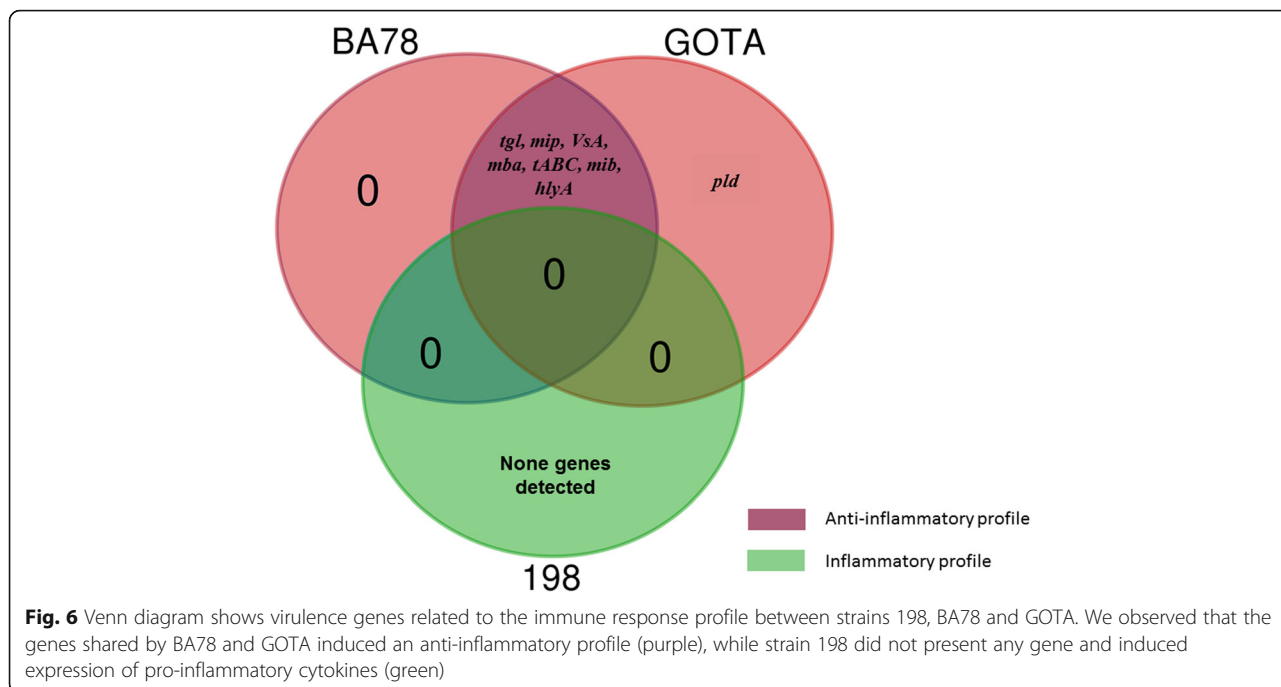 BA78
GOTA
tgl, mip, VsA,
mba, tABC, mib,
hlyA
0
pld
0
0
0
None genes
detected
Anti-inflammatory profile
Inflammatory profile
198
Fig. 6 Venn diagram shows virulence genes related to the immune response profile between strains 198, BA78 and GOTA. We observed that the
genes shared by BA78 and GOTA induced an anti-inflammatory profile (purple), while strain 198 did not present any gene and induced
expression of pro-inflammatory cytokines (green)